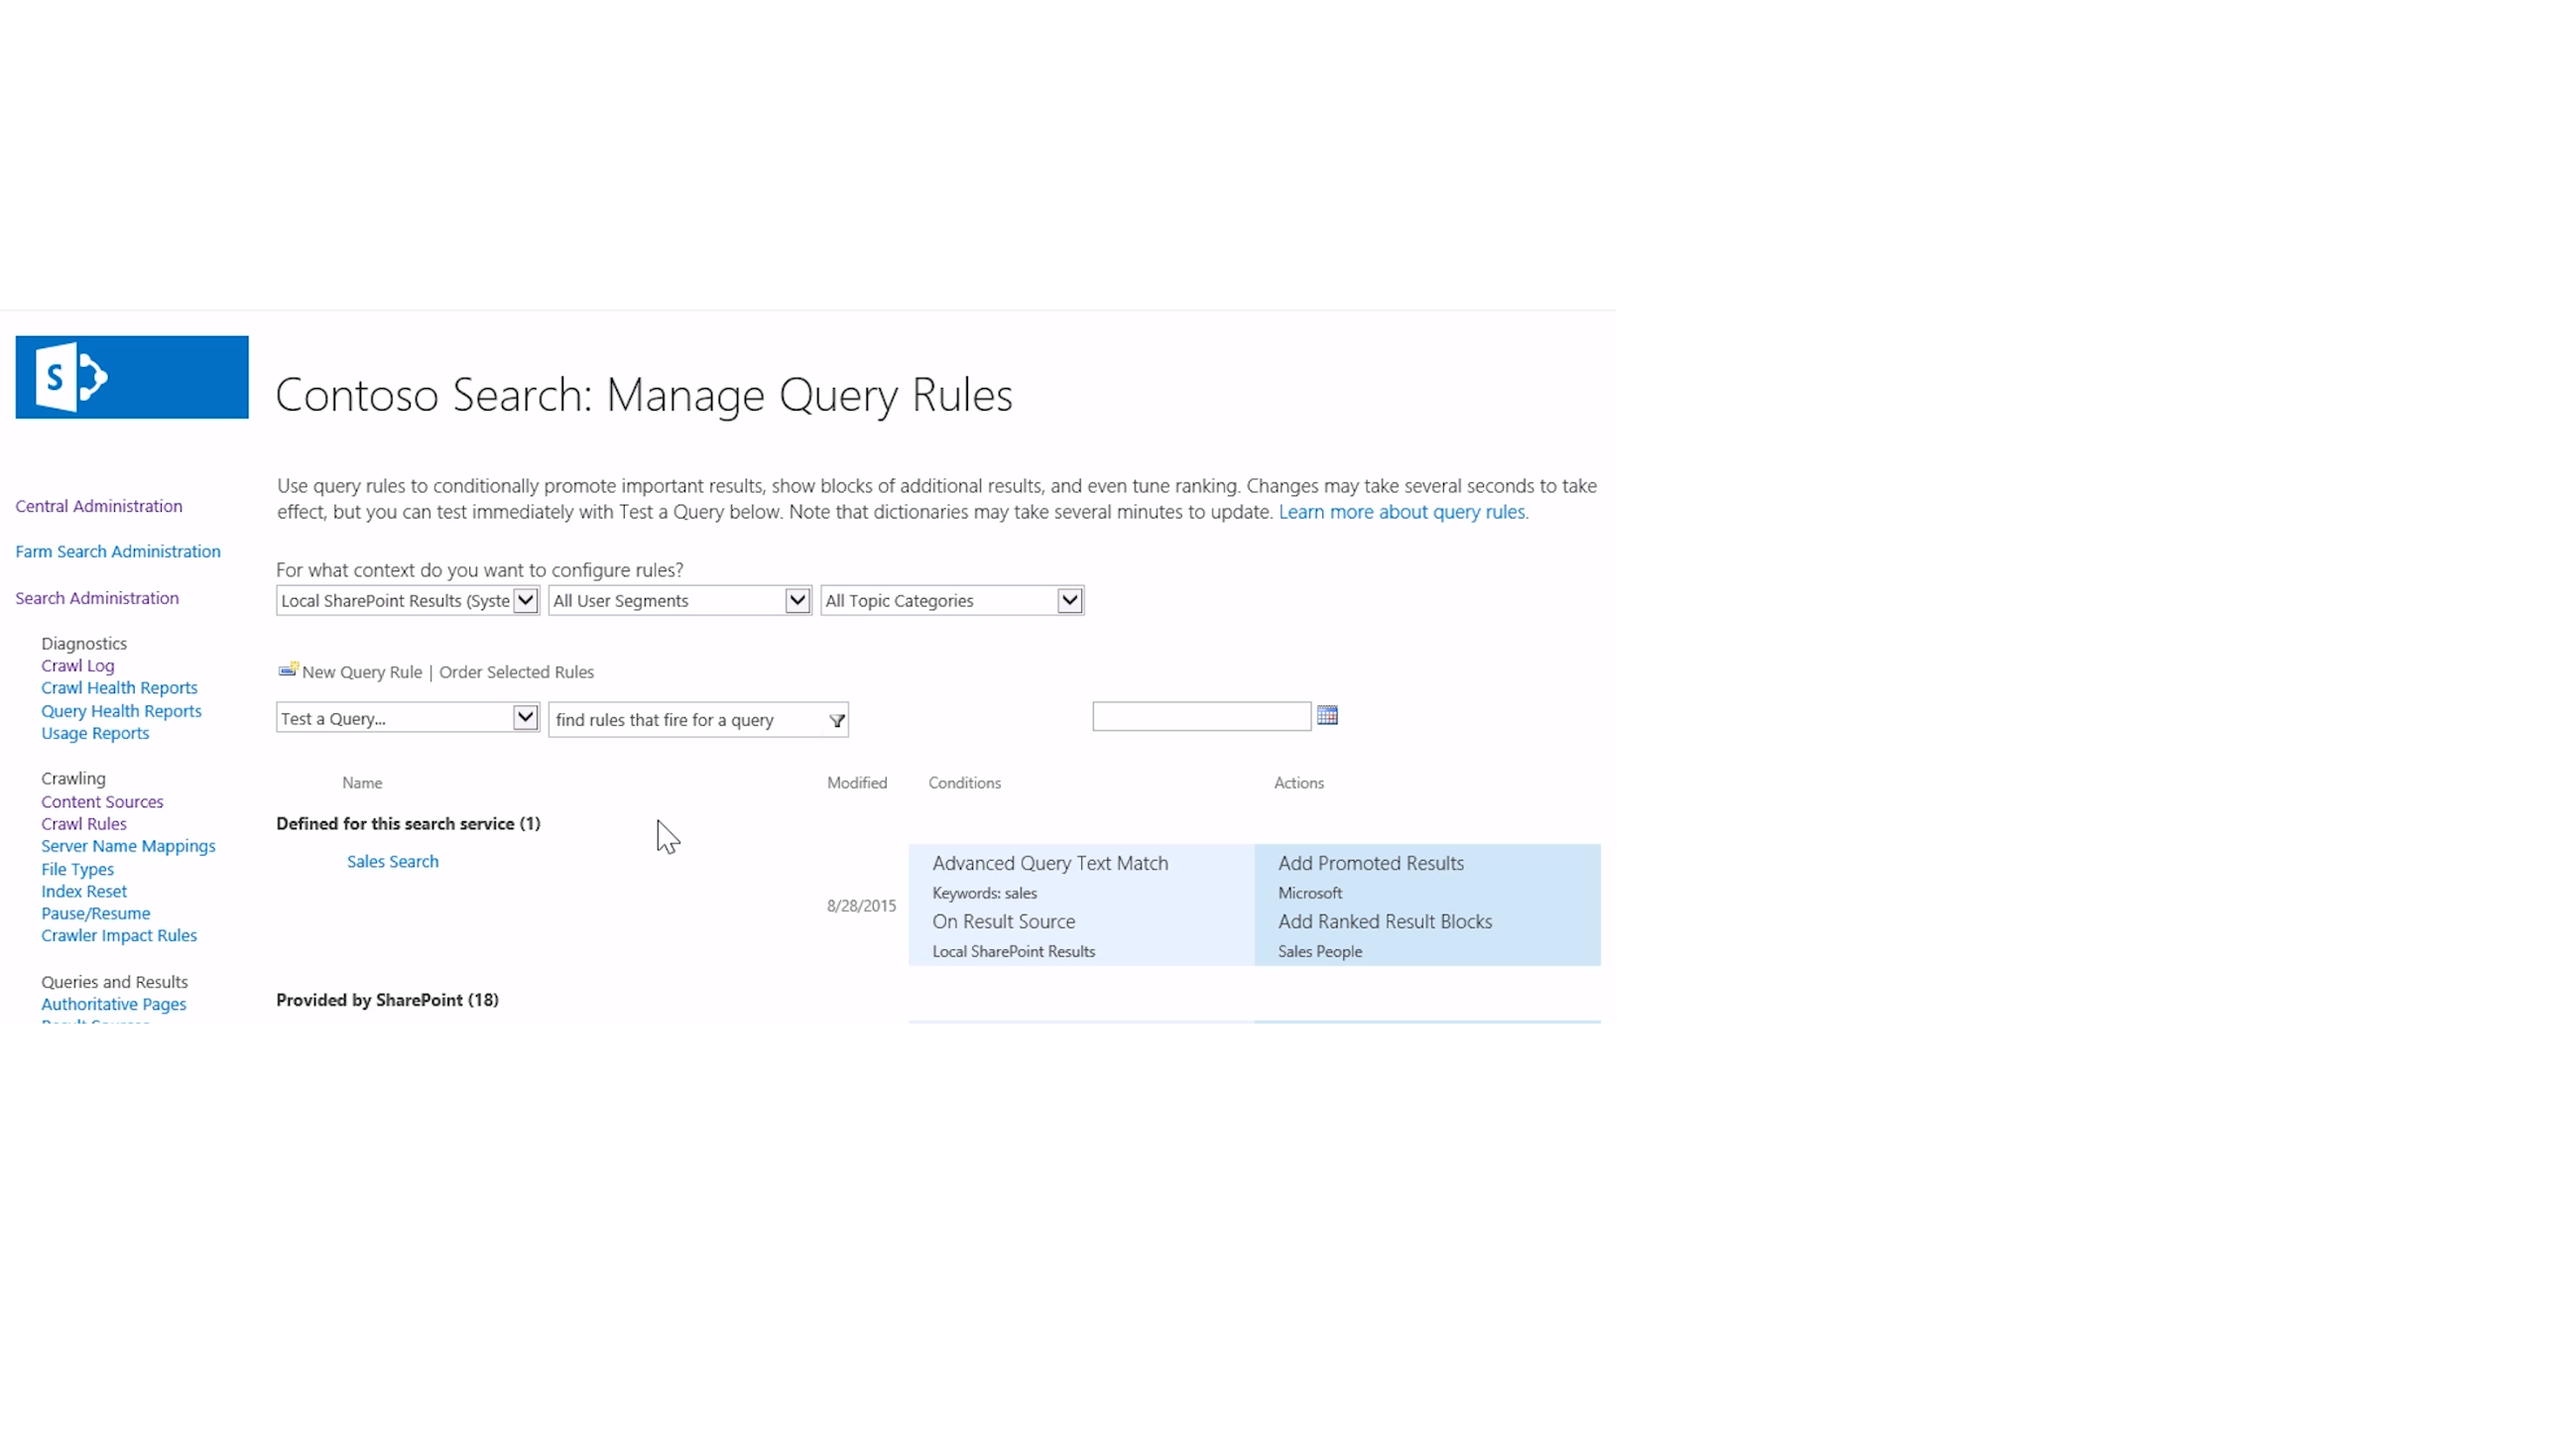 S
Contoso Search: Manage Query Rules
Use query rules to conditionally promote important results, show blocks of additional results, and even tune ranking. Changes may take several seconds to take
effect, but you can test immediately with Test a Query below. Note that dictionaries may take several minutes to update. Learn more about query rules.
Central Administration
Farm Search Administration
Search Administration
Diagnostics
Crawl Log
Crawl Health Reports
Query Health Reports
Usage Reports
Crawling
Content Sources
Crawl Rules
Server Name Mappings
File Types
Index Reset
Pause/Resume
Crawler Impact Rules
Queries and Results
Authoritative Pages
For what context do you want to configure rules?
Local SharePoint Results (Syste
All User Segments
All Topic Categories
New Query Rule | Order Selected Rules
Test a Query...
find rules that fire for a query
Name Modified Conditions Actions
Defined for this search service (1)
Sales Search
8/28/2015
Advanced Query Text Match
Keywords: sales
On Result Source
Local SharePoint Results
Add Promoted Results
Microsoft
Add Ranked Result Blocks
Sales People
Provided by SharePoint (18)